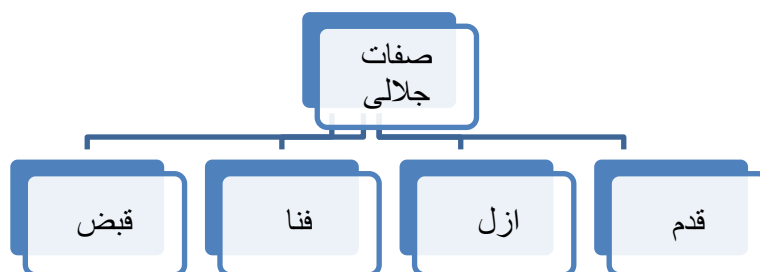 صفات
جلالی
قدم
ازل
فنا
قبض